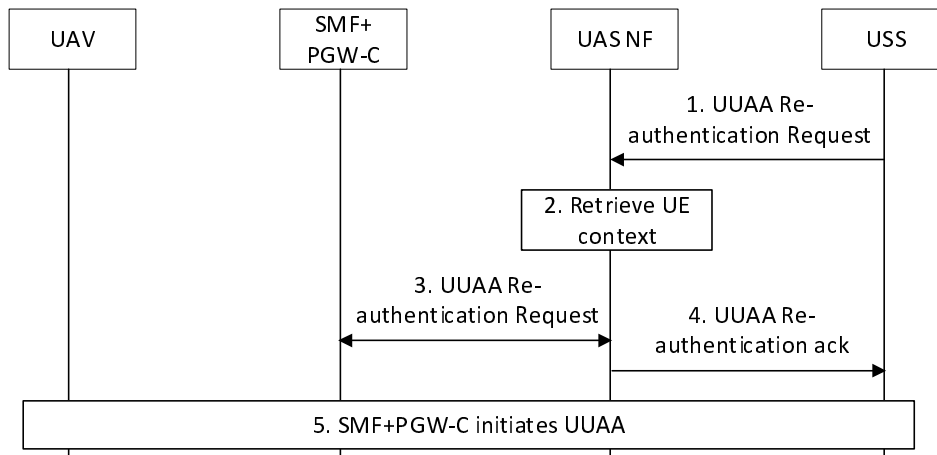 UAV
SMF+
PGW-C
UAS NF
USS
1. UUAA Re-
authentication Request
2. Retrieve UE
context
3. UUAA Re-
authentication Request
4. UUAA Re-
authentication ack
5. SMF+PGW-C initiates UUAA